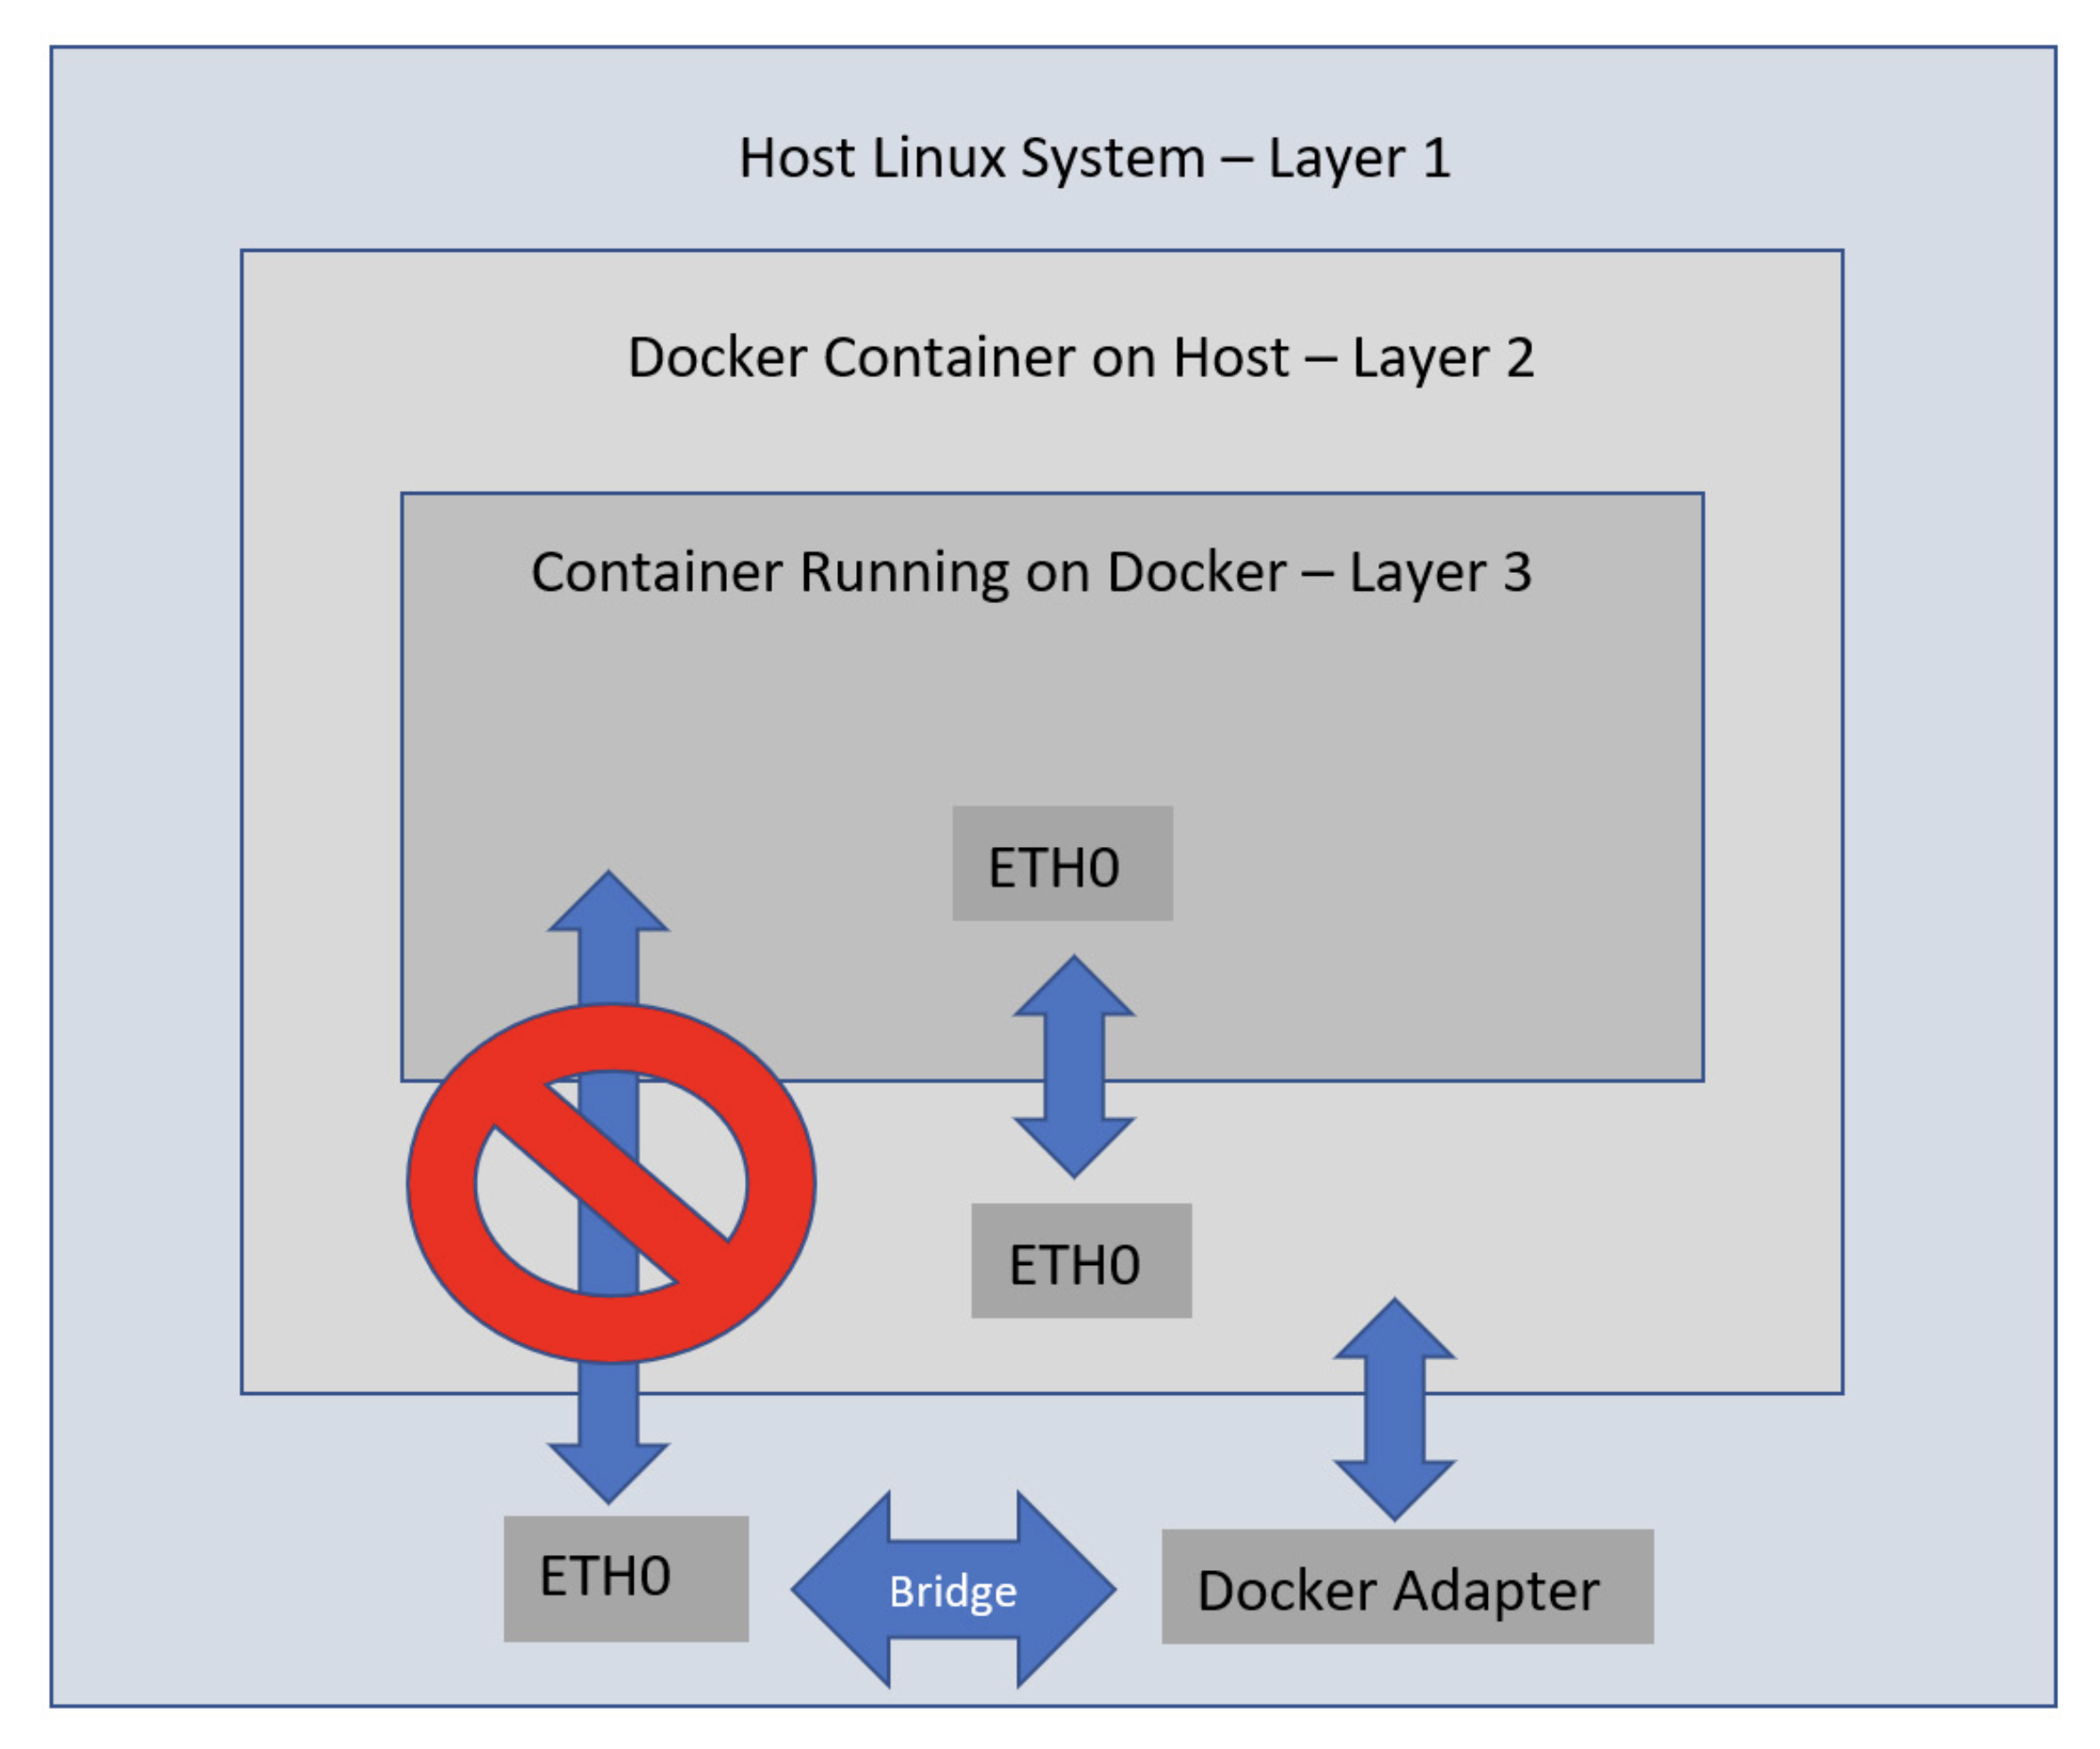 Host Linux System – Layer 1
Docker Container on Host – Layer 2
Container Running on Docker – Layer 3
ETH0
ETH0
ETH0
Bridge
Docker Adapter